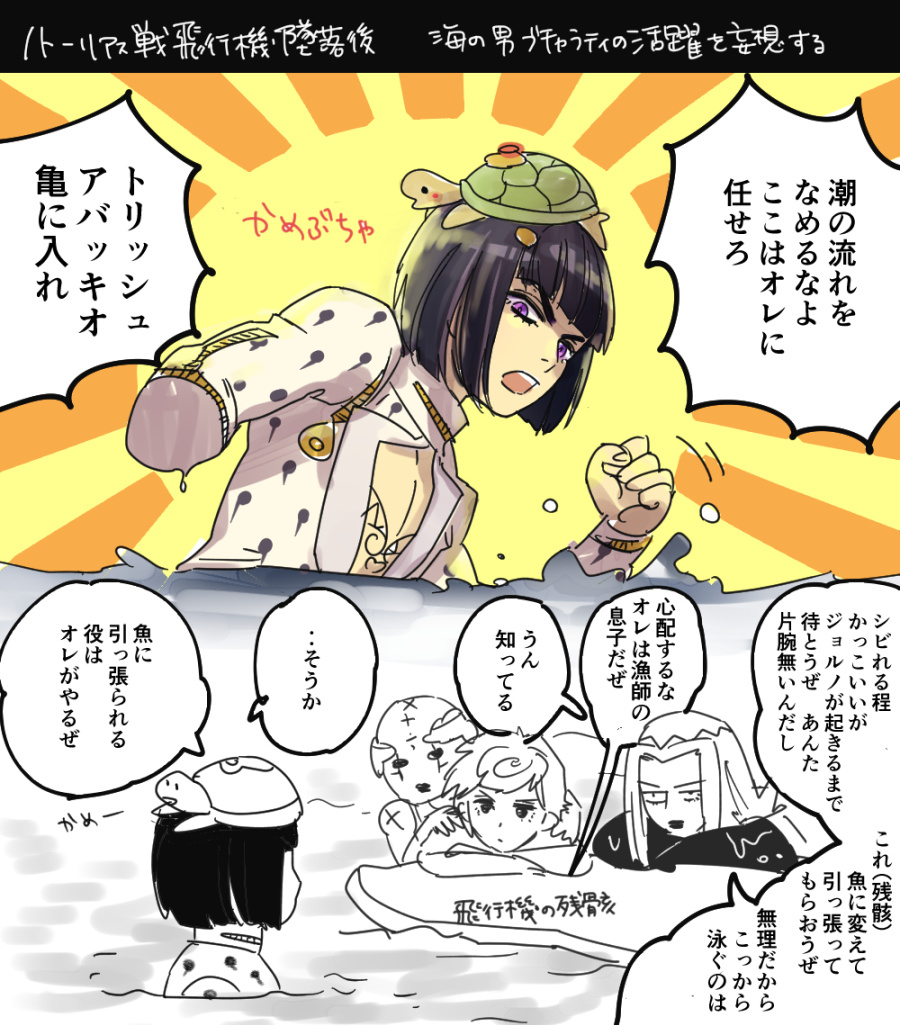 ノトーリアス戦飛行機墜落後
海の男ブチャラティの活躍を妄想する
潮の流れを
なめるなよ
ここはオレに
任せろ
トリッシュ
アバッキオ
亀に入れ
かめぶちゃ
シビれる程
かっこいいが
ジョルノが起きるまで
待とうぜ あんた
片腕無いんだし
心配するな
オレは漁師の
息子だぜ
うん
知ってる
‥そうか
これ(残骸)
魚に変えて
引っ張って
もらおうぜ
無理だから
こっから
泳ぐのは
魚に
引っ張られる
役は
オレがやるぜ
かめー
飛行機の残骸